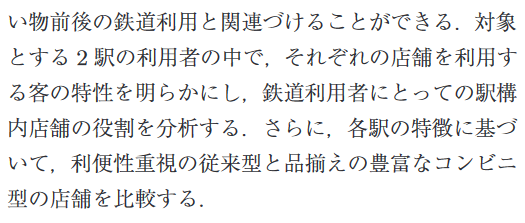 い物前後の鉄道利用と関連づけることができる．対象
とする 2 駅の利用者の中で，それぞれの店舗を利用す
る客の特性を明らかにし，鉄道利用者にとっての駅構
内店舗の役割を分析する．さらに，各駅の特徴に基づ
いて，利便性重視の従来型と品揃えの豊富なコンビニ
型の店舗を比較する．